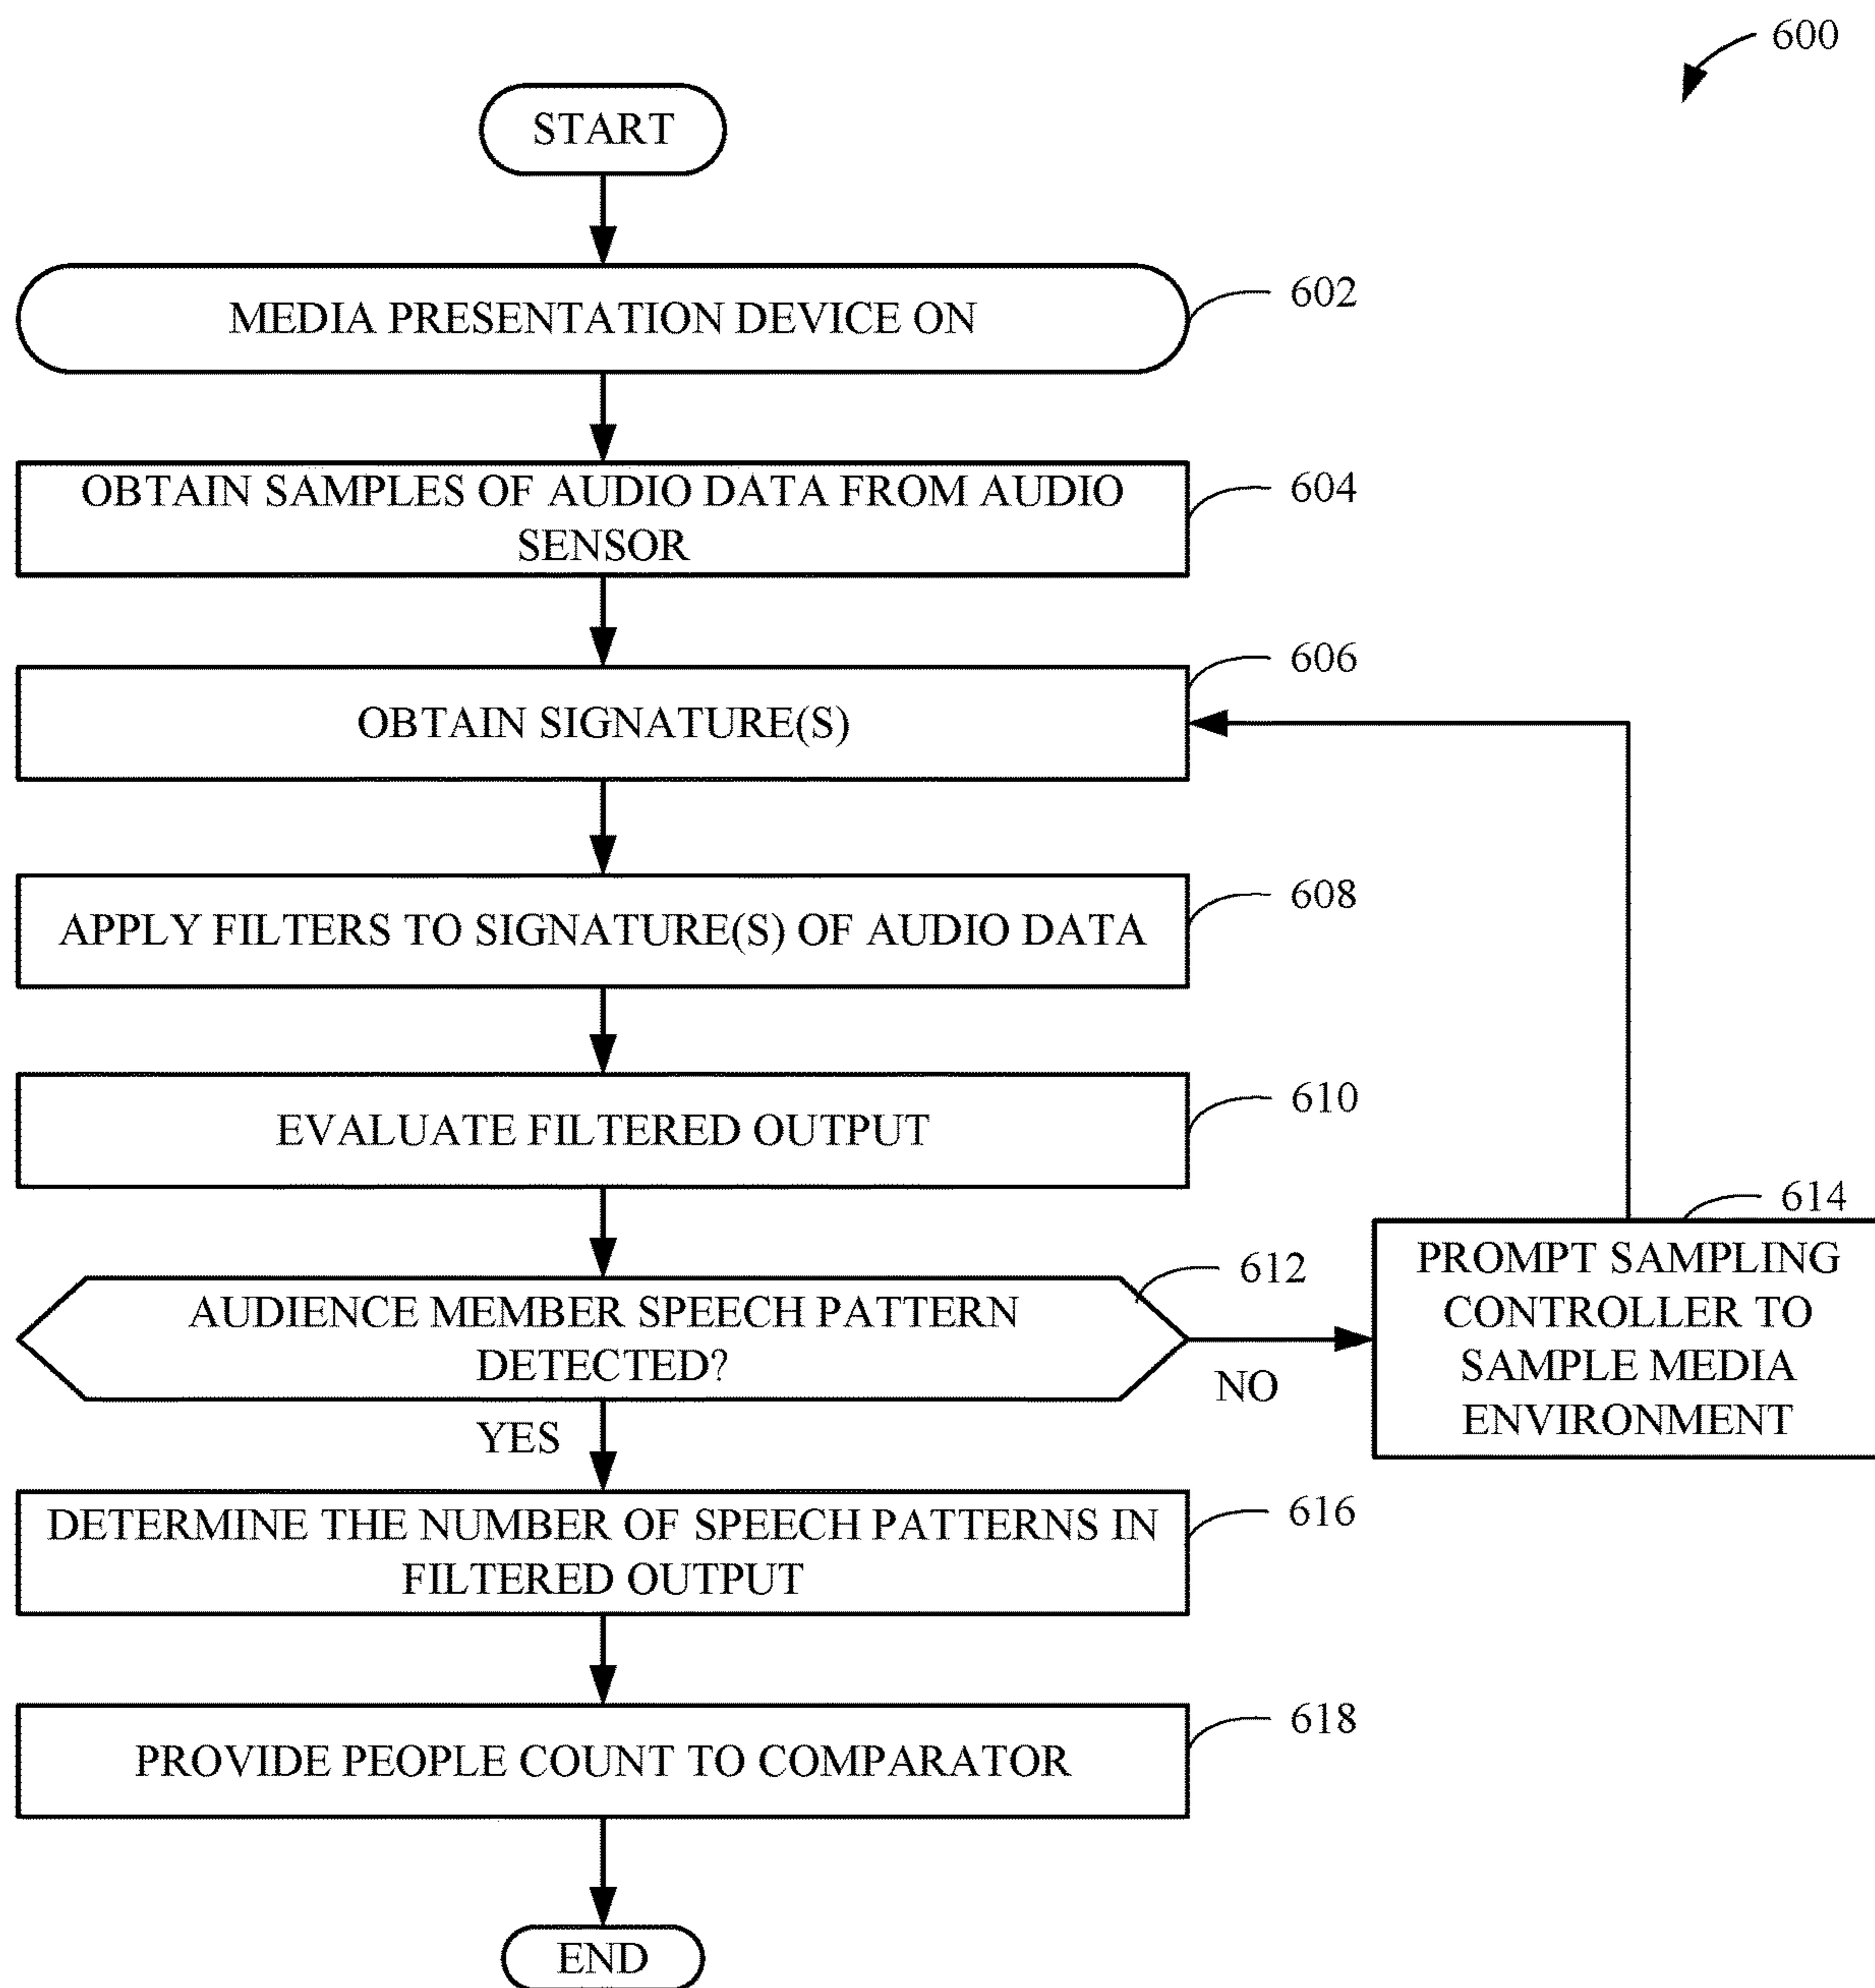 600
START
MEDIA PRESENTATION DEVICE ON
602
OBTAIN SAMPLES OF AUDIO DATA FROM AUDIO
SENSOR
604
OBTAIN SIGNATURE(S)
606
APPLY FILTERS TO SIGNATURE(S) OF AUDIO DATA
608
EVALUATE FILTERED OUTPUT
610
AUDIENCE MEMBER SPEECH PATTERN
DETECTED?
612
NO
614
PROMPT SAMPLING
CONTROLLER TO
SAMPLE MEDIA
ENVIRONMENT
YES
DETERMINE THE NUMBER OF SPEECH PATTERNS IN
FILTERED OUTPUT
616
PROVIDE PEOPLE COUNT TO COMPARATOR
618
END